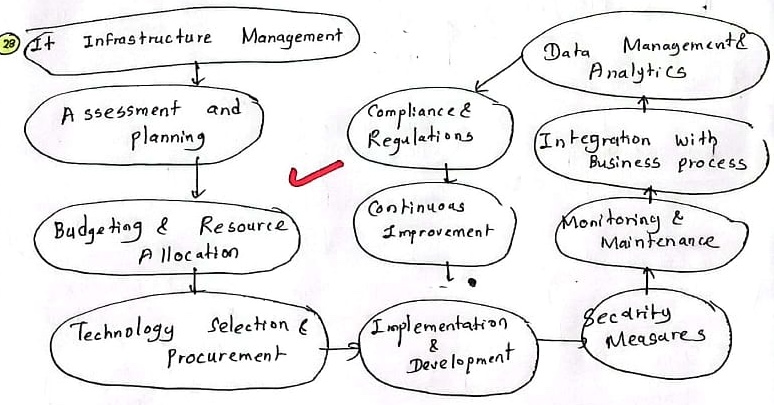 28
It Infrastructure Management
Assessment and
planning
Budgeting & Resource
Allocation
Technology Selection &
Procurement
Implementation
&
Development
Secarity
Measures
Monitoring &
Maintenance
Integration with
Business process
Data Management &
Analytics
Compliance &
Regulations
Continuous
Improvement